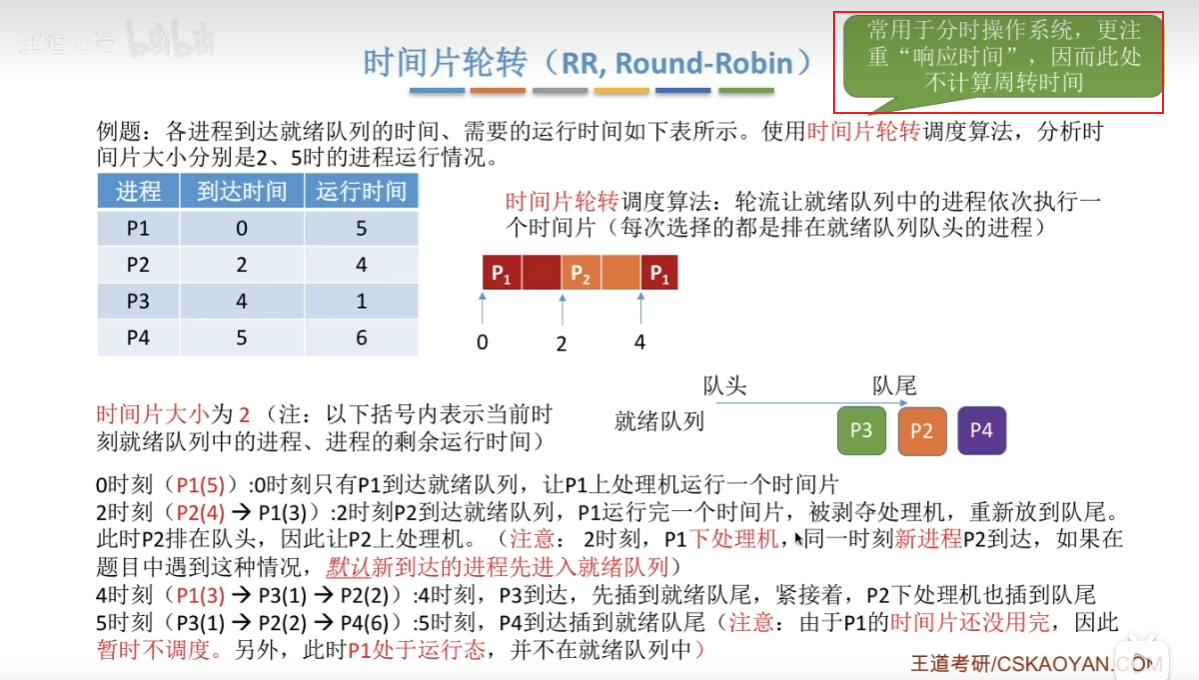 王道论坛 bilibili
时间片轮转（RR, Round-Robin）
常用于分时操作系统，更注
重“响应时间”，因而此处
不计算周转时间
例题：各进程到达就绪队列的时间、需要的运行时间如下表所示。使用时间片轮转调度算法，分析时
间片大小分别是2、5时的进程运行情况。
进程 到达时间 运行时间
P1 0 5
P2 2 4
P3 4 1
P4 5 6
时间片轮转调度算法：轮流让就绪队列中的进程依次执行一
个时间片（每次选择的都是排在就绪队列队头的进程）
P1 P2 P1
0 2 4
队头 队尾
就绪队列 P3 P2 P4
时间片大小为 2 （注：以下括号内表示当前时
刻就绪队列中的进程、进程的剩余运行时间）
0时刻（P1(5)）:0时刻只有P1到达就绪队列，让P1上处理机运行一个时间片
2时刻（P2(4) → P1(3)）:2时刻P2到达就绪队列，P1运行完一个时间片，被剥夺处理机，重新放到队尾。
此时P2排在队头，因此让P2上处理机。（注意： 2时刻，P1下处理机，同一时刻新进程P2到达，如果在
题目中遇到这种情况，默认新到达的进程先进入就绪队列）
4时刻（P1(3) → P3(1) → P2(2)）:4时刻，P3到达，先插到就绪队尾，紧接着，P2下处理机也插到队尾
5时刻（P3(1) → P2(2) → P4(6)）:5时刻，P4到达插到就绪队尾（注意：由于P1的时间片还没用完，因此
暂时不调度。另外，此时P1处于运行态，并不在就绪队列中）
王道考研/CSKAOYAN.COM